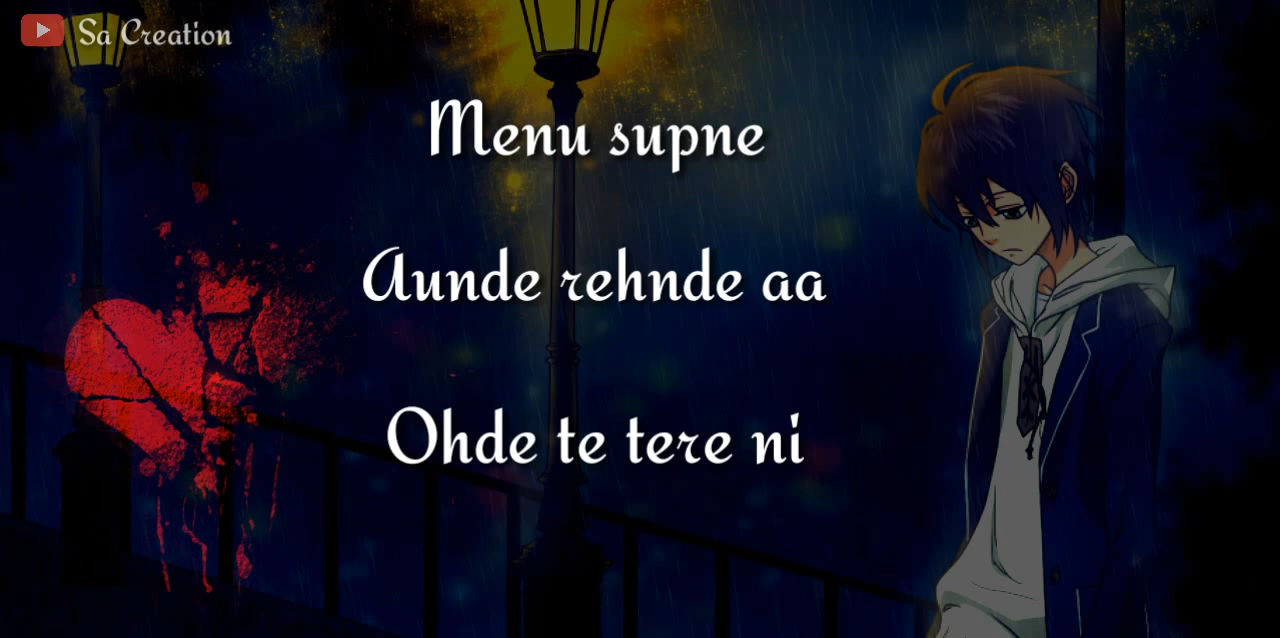 Sa Creation
Menu supne
Aunde rehnde aa
Ohde te tere ni